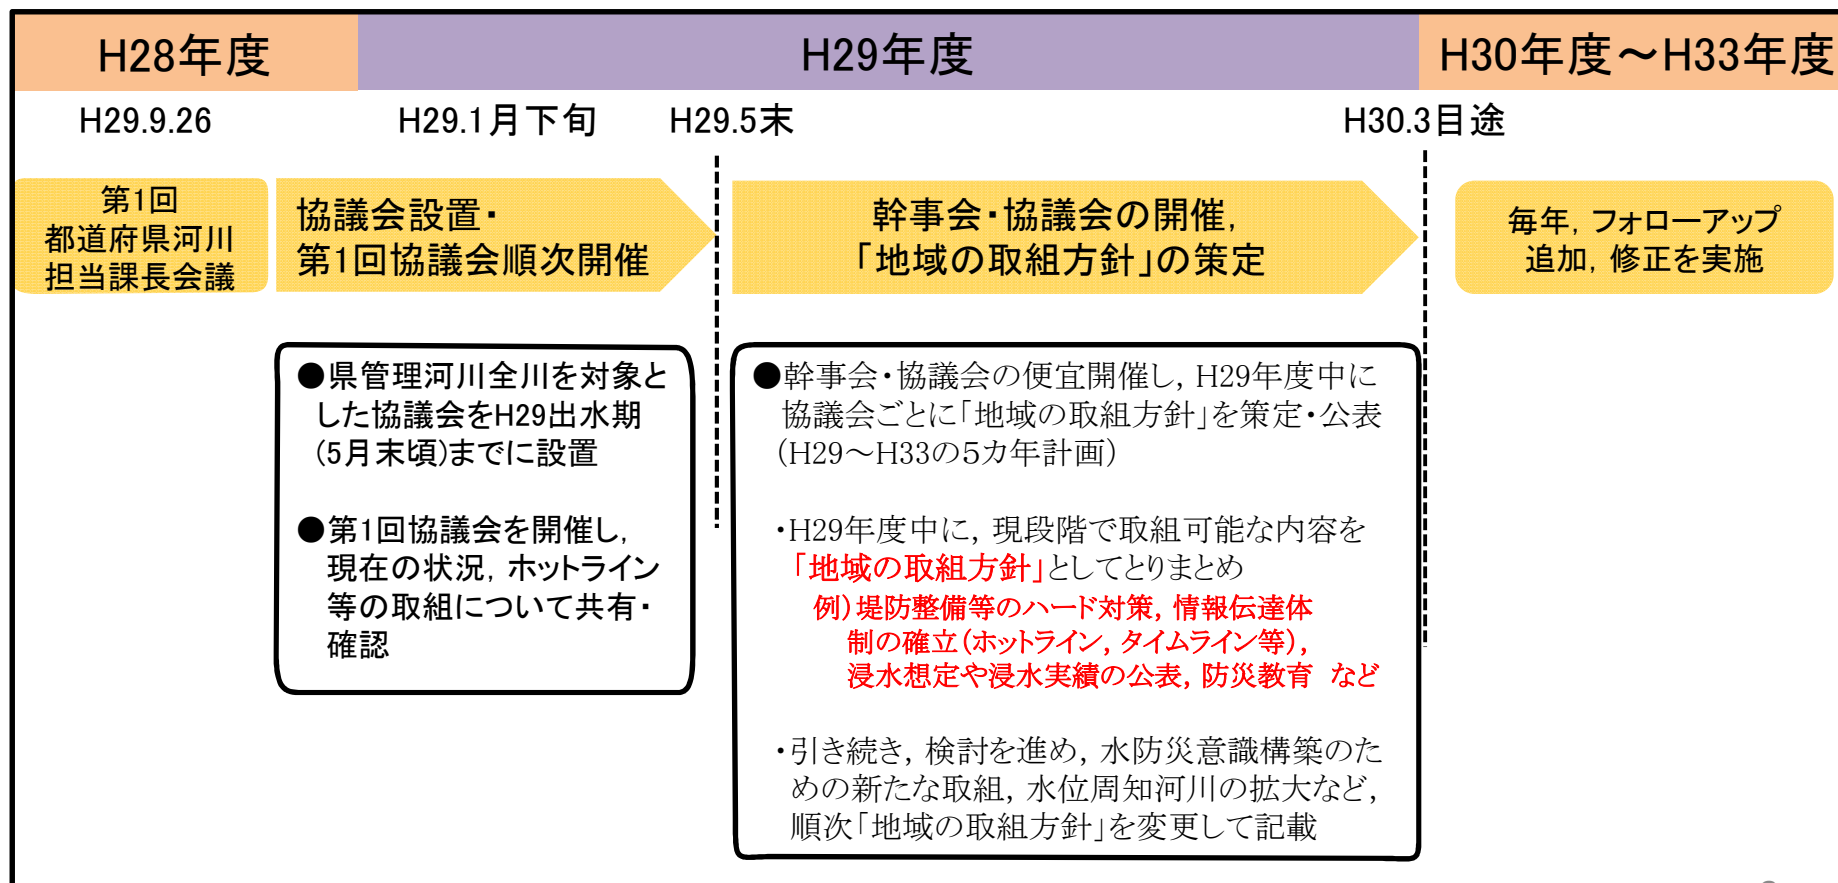 H28年度
H29年度
H30年度～H33年度
H29.9.26
H29.1月下旬
H29.5末
H30.3目途
第1回
都道府県河川
担当課長会議
協議会設置・
第1回協議会順次開催
幹事会・協議会の開催，
「地域の取組方針」の策定
毎年，フォローアップ
追加，修正を実施
●県管理河川全川を対象と
した協議会をH29出水期
(5月末頃)までに設置
●第1回協議会を開催し，
現在の状況，ホットライン
等の取組について共有・
確認
●幹事会・協議会の便宜開催し，H29年度中に
協議会ごとに「地域の取組方針」を策定・公表
（H29～H33の5カ年計画）
・H29年度中に，現段階で取組可能な内容を
「地域の取組方針」としてとりまとめ
例）堤防整備等のハード対策，情報伝達体
制の確立（ホットライン，タイムライン等），
浸水想定や浸水実績の公表，防災教育　など
・引き続き，検討を進め，水防災意識構築のた
めの新たな取組，水位周知河川の拡大など，
順次「地域の取組方針」を変更して記載